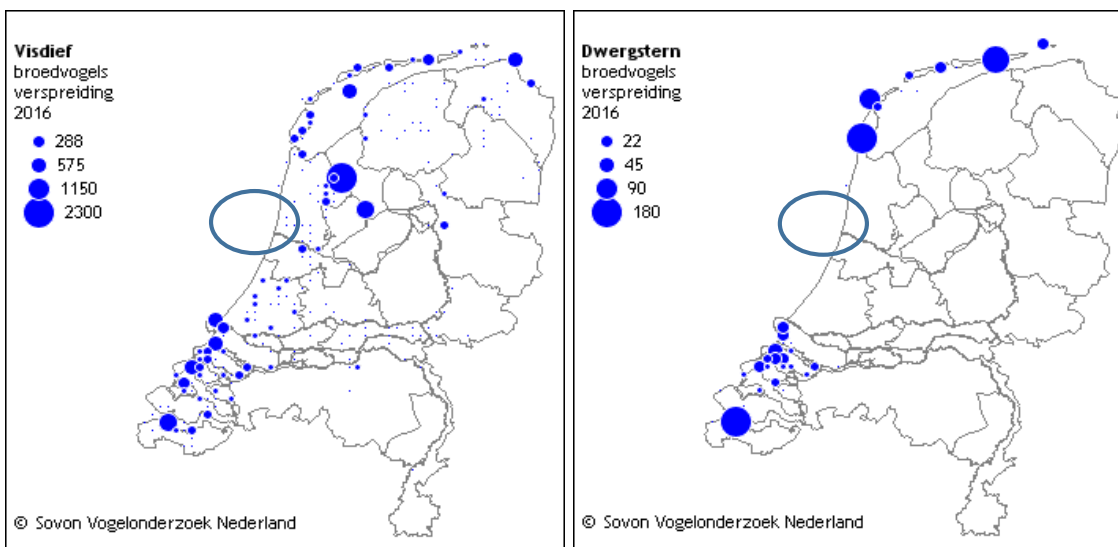 Visdief
broedvogels
verspreiding
2016
288
575
1150
2300
© Sovon Vogelonderzoek Nederland
Dwergstern
broedvogels
verspreiding
2016
22
45
90
180
© Sovon Vogelonderzoek Nederland